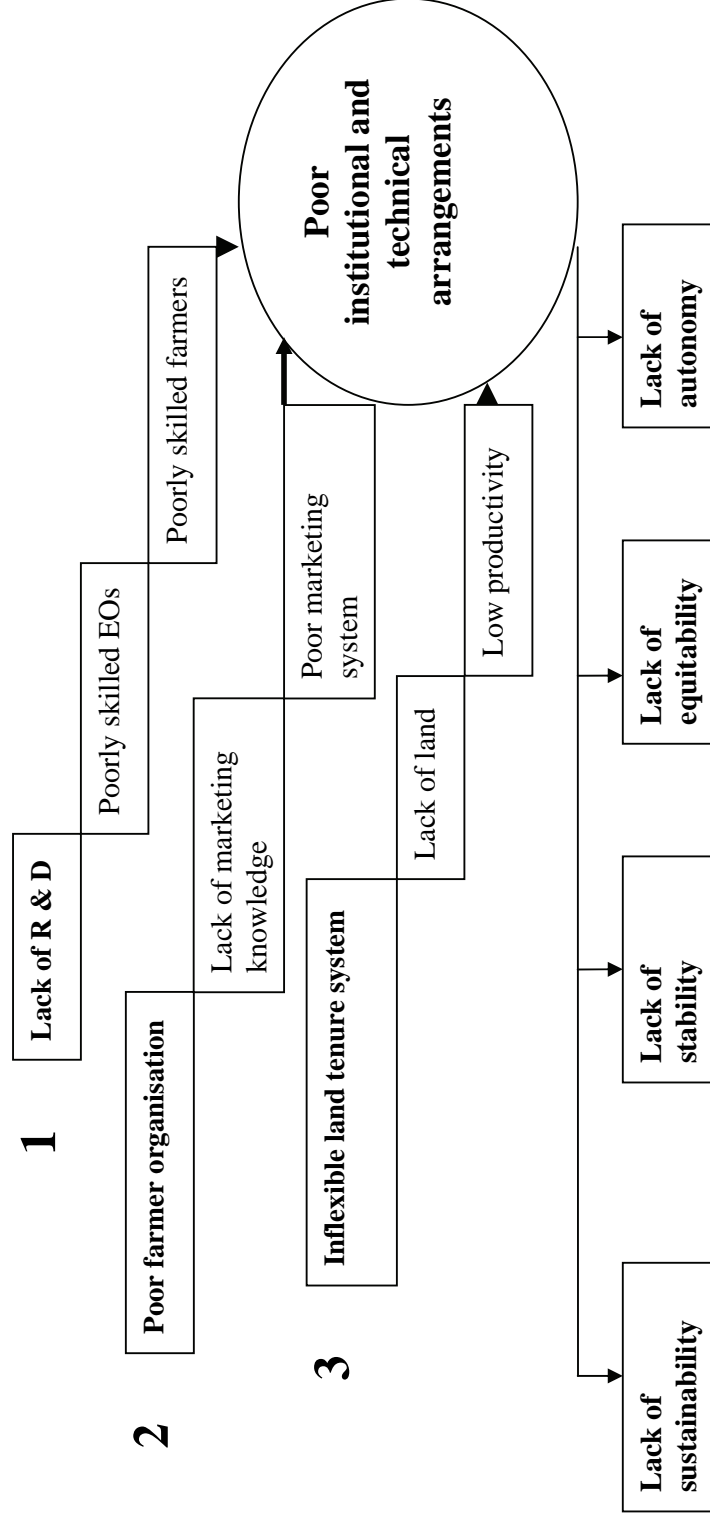 1
Lack of R & D
Poorly skilled EOs
Poorly skilled farmers
2
Poor farmer organisation
Lack of marketing
knowledge
Poor marketing
system
3
Inflexible land tenure system
Lack of land
Low productivity
Poor
institutional and
technical
arrangements
Lack of
sustainability
Lack of
stability
Lack of
equitability
Lack of
autonomy